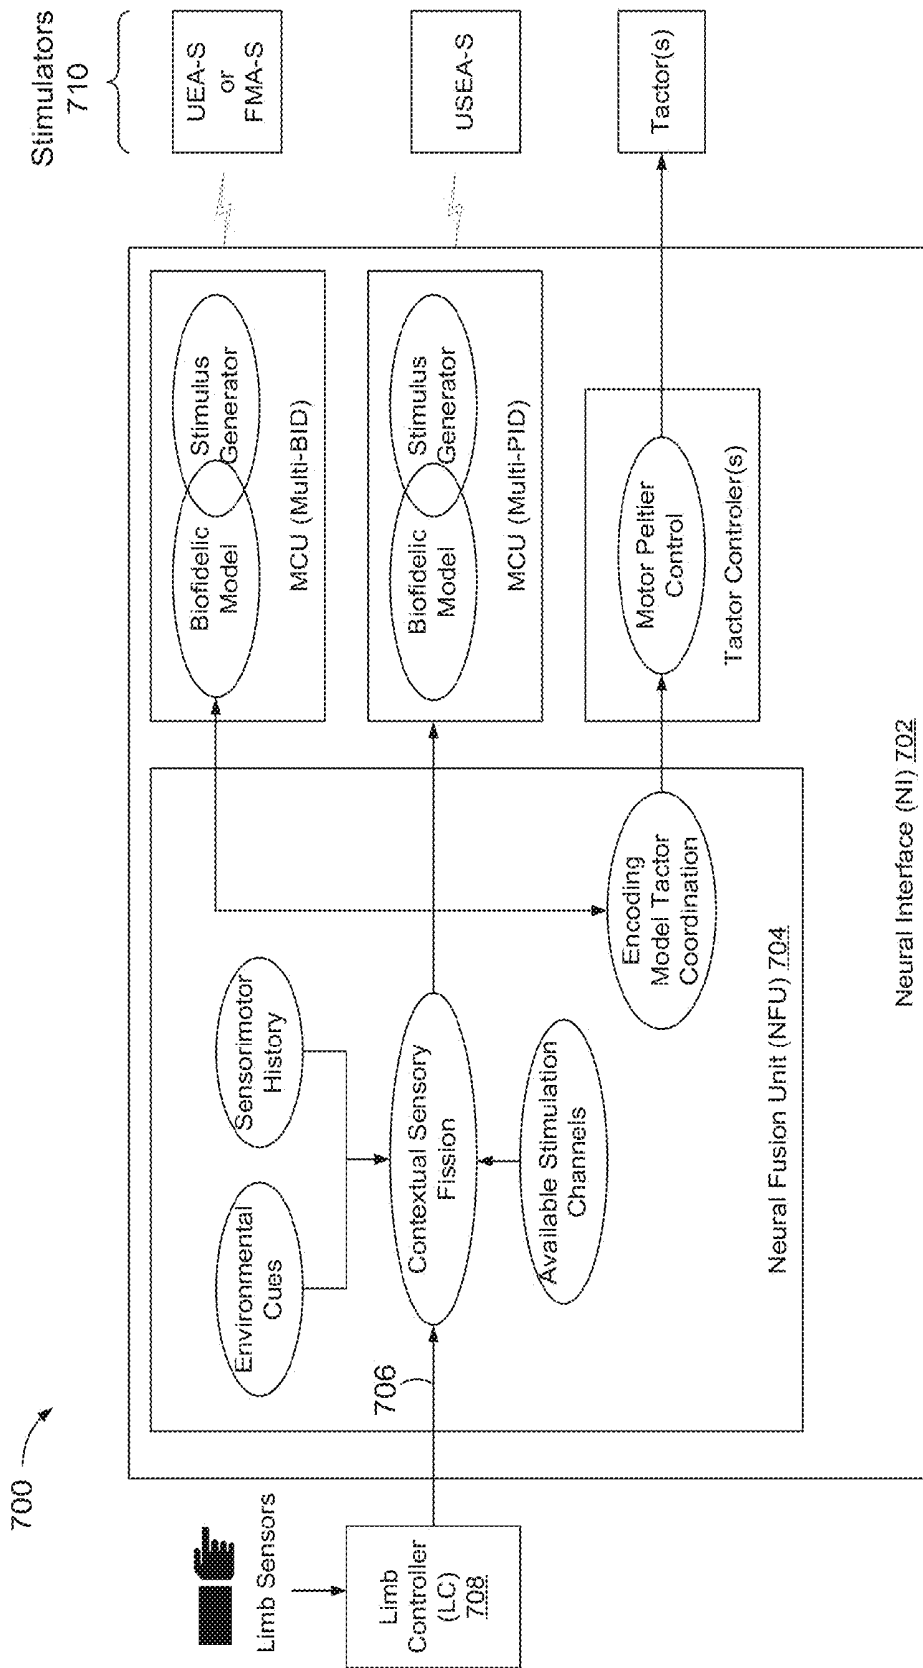 700
Limb Sensors
Limb
Controller
(LC)
708
706
Environmental
Cues
Sensorimotor
History
Contextual Sensory
Fission
Available Stimulation
Channels
Encoding
Model Tactor
Coordination
Neural Fusion Unit (NFU) 704
Biofidelic
Model
Stimulus
Generator
MCU (Multi-BID)
Biofidelic
Model
Stimulus
Generator
MCU (Multi-PID)
Motor Peltier
Control
Tactor Controler(s)
Neural Interface (NI) 702
Stimulators
710
UEA-S
or
FMA-S
USEA-S
Tactor(s)